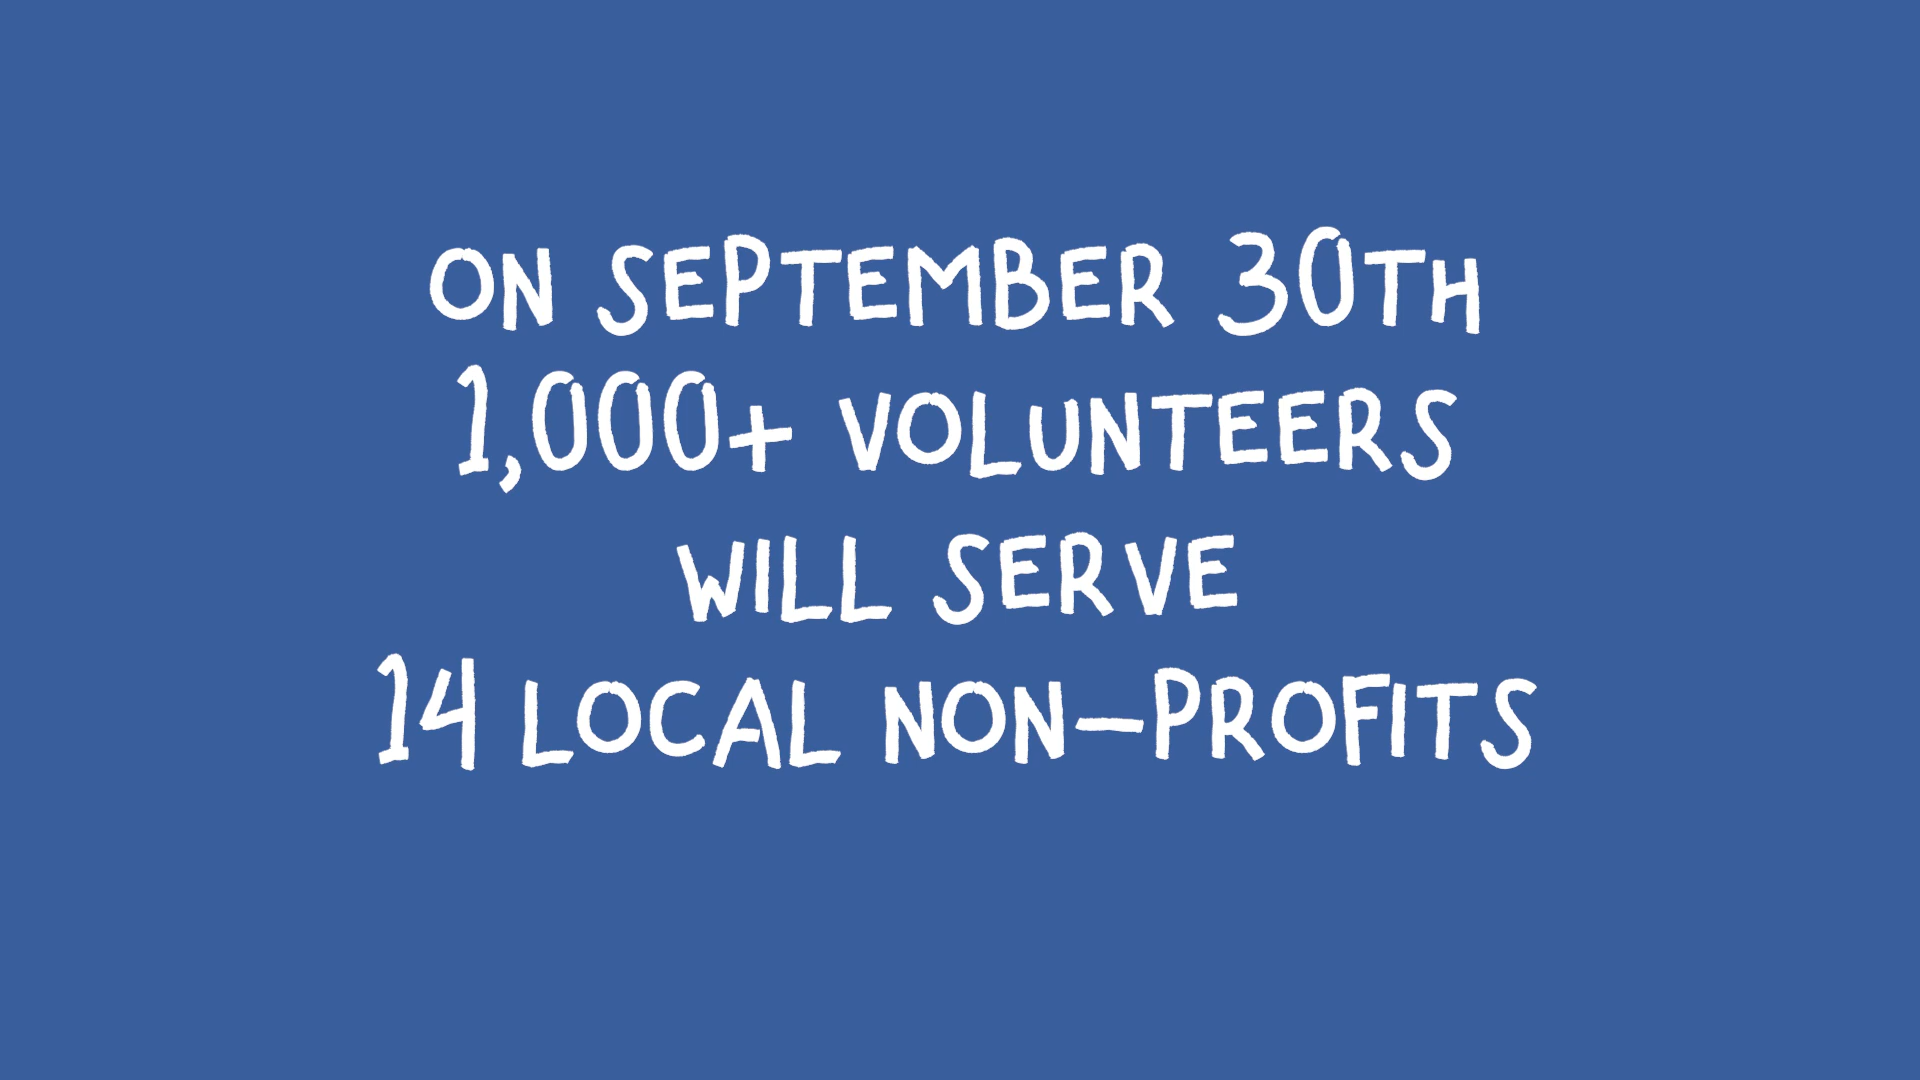 ON SEPTEMBER 30TH
1,000+ VOLUNTEERS
WILL SERVE
14 LOCAL NON-PROFITS